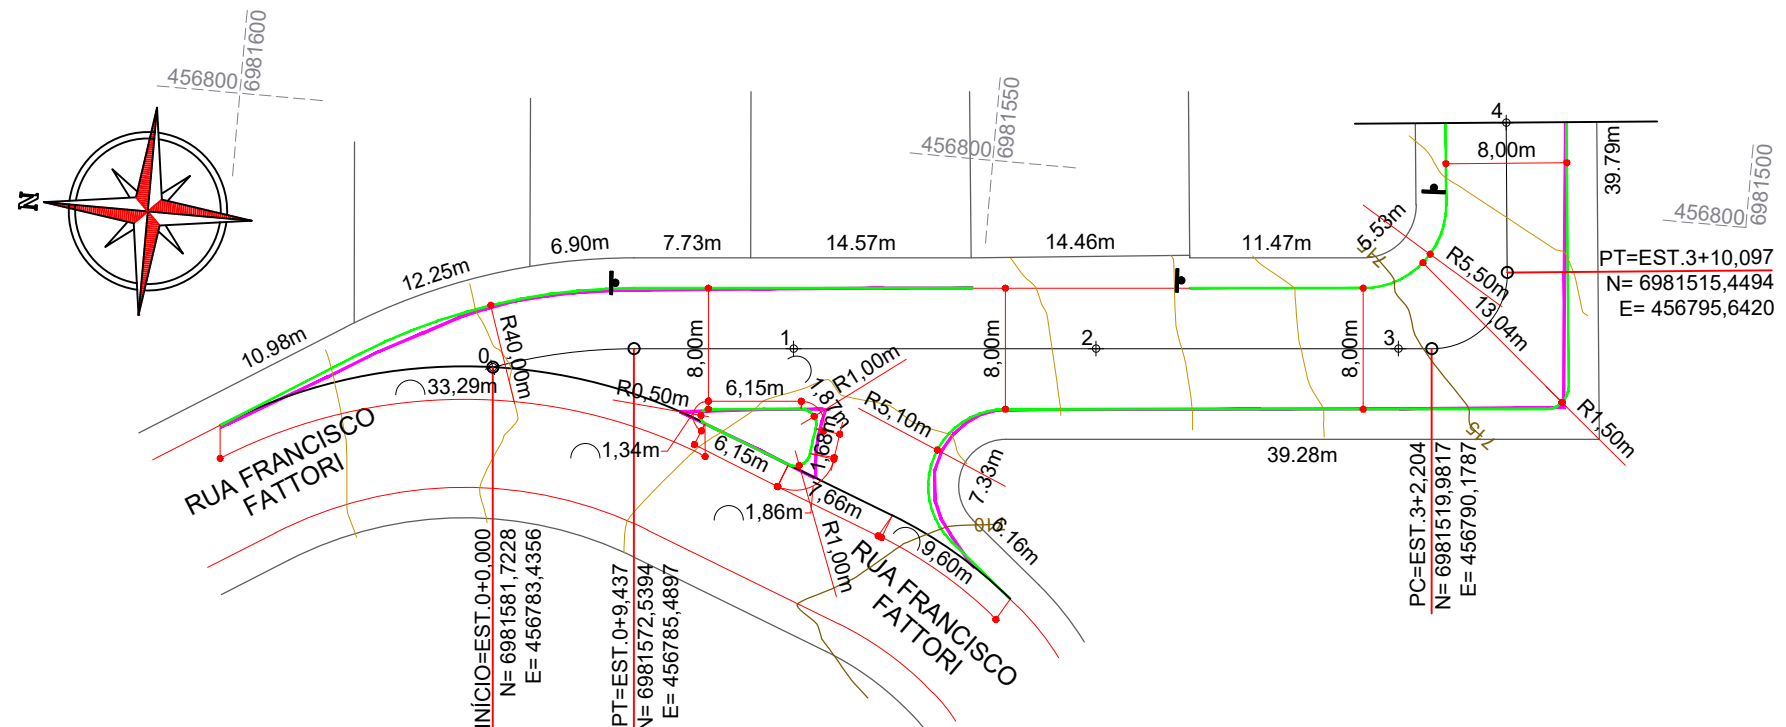 6981600
456800
6981550
456800
6981500
456800
N
4
8,00m
39.79m
6.90m
7.73m
14.57m
14.46m
11.47m
5.53m
12.25m
10.98m
745
R5,50m
13,04m
PT=EST.3+10,097
N= 6981515,4494
E= 456795,6420
0
1
2
3
R40,00m
8,00m
8,00m
8,00m
33,29m
R0,50m
6,15m
1,87m
R1,00m
R5,10m
1,68m
1,34m
6,15m
7,66m
1,86m
R1,00m
9,60m
7.33m
6.16m
39.28m
745
R1,50m
RUA FRANCISCO
FATTORI
RUA FRANCISCO
FATTORI
INÍCIO=EST.0+0,000
N= 6981581,7228
E= 456783,4356
PT=EST.0+9,437
N= 6981572,5394
E= 456785,4897
PC=EST.3+2,204
N= 6981519,9817
E= 456790,1787